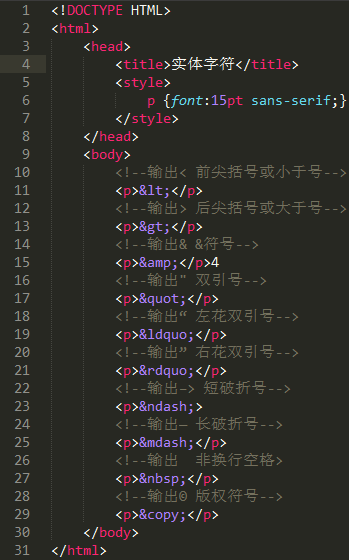 1 <!DOCTYPE HTML>
2 <html>
3 <head>
4 <title>实体字符</title>
5 <style>
6 p {font:15pt sans-serif;}
7 </style>
8 </head>
9 <body>
10 <!--输出< 前尖括号或小于号-->
11 <p>&lt;</p>
12 <!--输出> 后尖括号或大于号-->
13 <p>&gt;</p>
14 <!--输出& &符号-->
15 <p>&amp;</p>4
16 <!--输出" 双引号-->
17 <p>&quot;</p>
18 <!--输出“ 左花双引号-->
19 <p>&ldquo;</p>
20 <!--输出” 右花双引号-->
21 <p>&rdquo;</p>
22 <!--输出–> 短破折号-->
23 <p>&ndash;>
24 <!--输出— 长破折号-->
25 <p>&mdash;</p>
26 <!--输出  非换行空格>
27 <p>&nbsp;</p>
28 <!--输出0 版权符号-->
29 <p>&copy;</p>
30 </body>
31 </html>